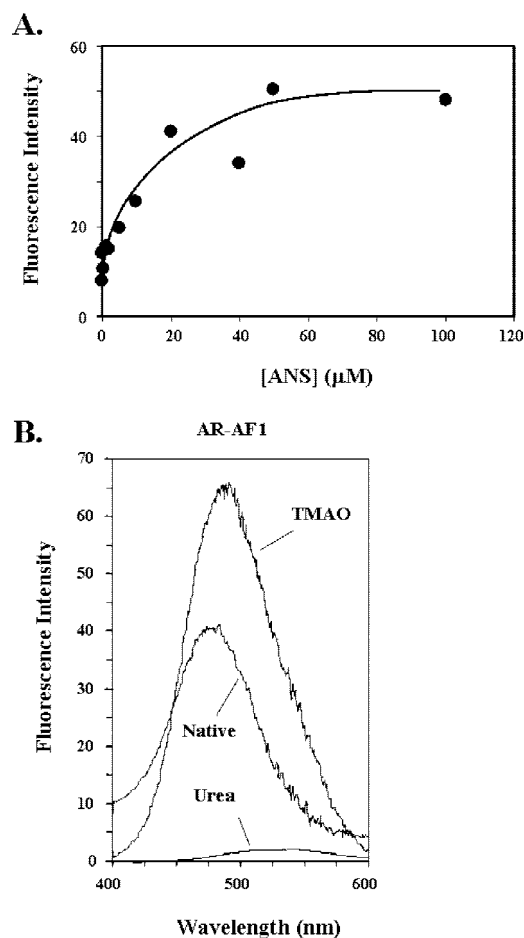 A.
60
40
20
0
Fluorescence Intensity
0 20 40 60 80 100 120
[ANS] (μM)
B.
AR-AF1
70
60
50
40
30
20
10
0
Fluorescence Intensity
TMAO
Native
Urea
400 500 600
Wavelength (nm)